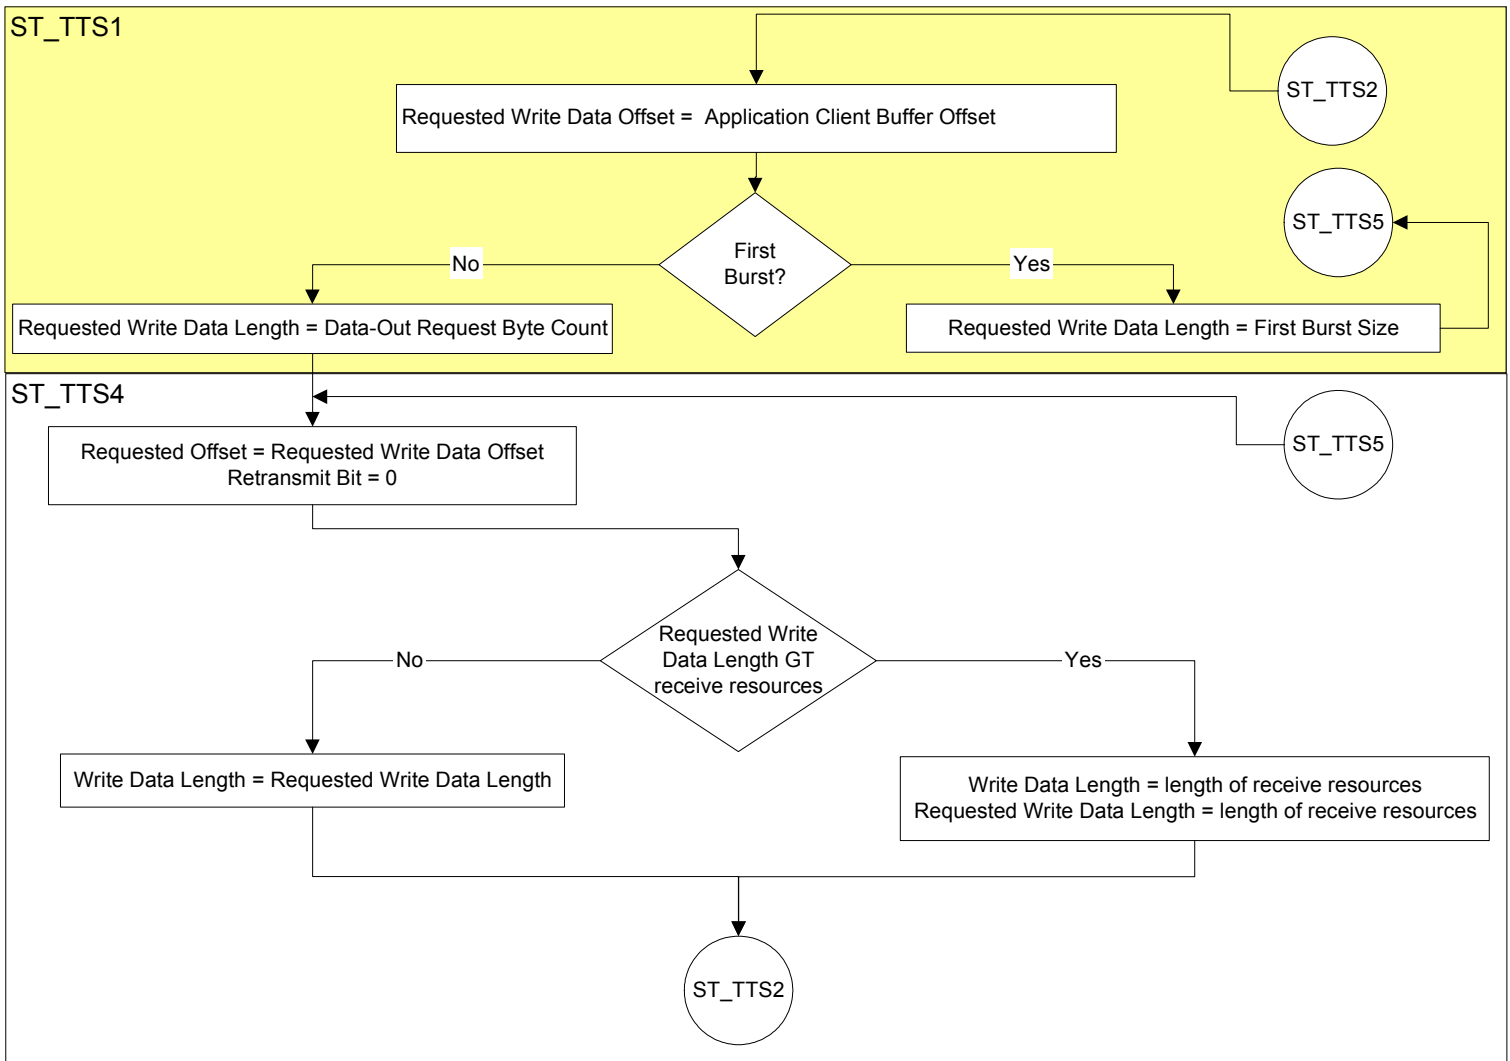 ST_TTS1
ST_TTS2
Requested Write Data Offset = Application Client Buffer Offset
ST_TTS5
First
Burst?
No
Yes
Requested Write Data Length = Data-Out Request Byte Count
Requested Write Data Length = First Burst Size
ST_TTS4
ST_TTS5
Requested Offset = Requested Write Data Offset
Retransmit Bit = 0
Requested Write
Data Length GT
receive resources
No
Yes
Write Data Length = Requested Write Data Length
Write Data Length = length of receive resources
Requested Write Data Length = length of receive resources
ST_TTS2